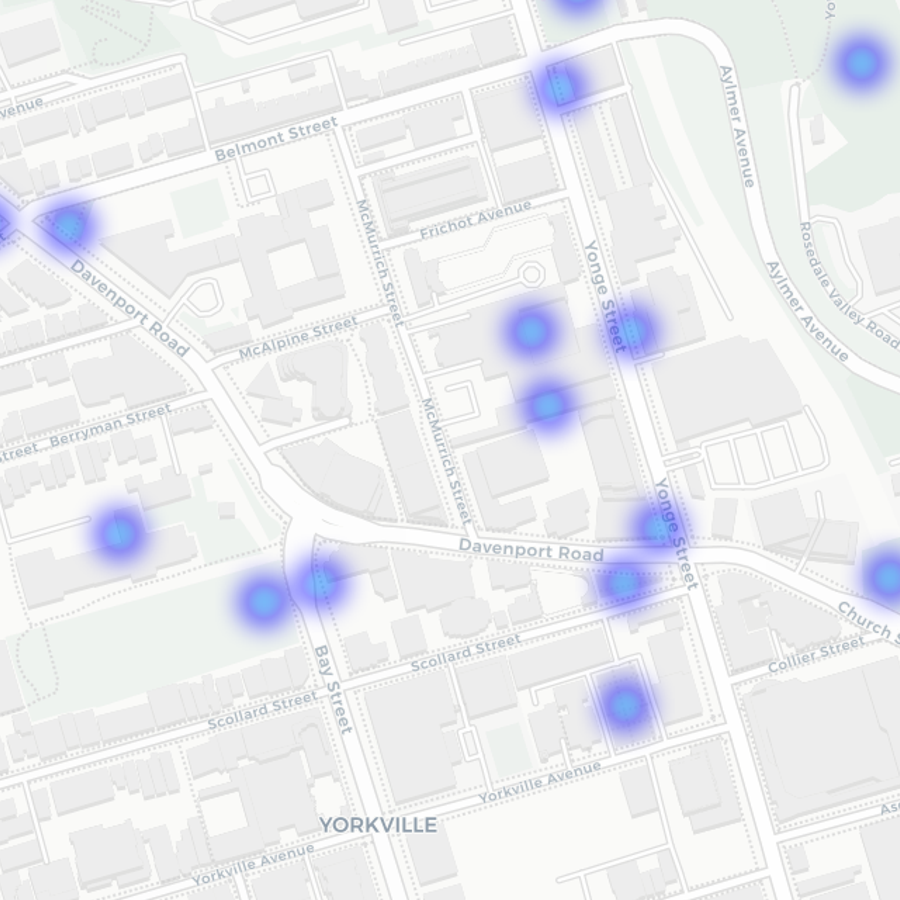 Belmont Street
Aylmer Avenue
McMurrich Street
Frichot Avenue
Yonge Street
Rosedale Valley Road
Davenport Road
Aylmer Avenue
McAlpine Street
Berryman Street
McMurrich Street
Yonge Street
Davenport Road
Collier Street
Scollard Street
Bay Street
Scollard Street
Yorkville Avenue
YORKVILLE
Yorkville Avenue